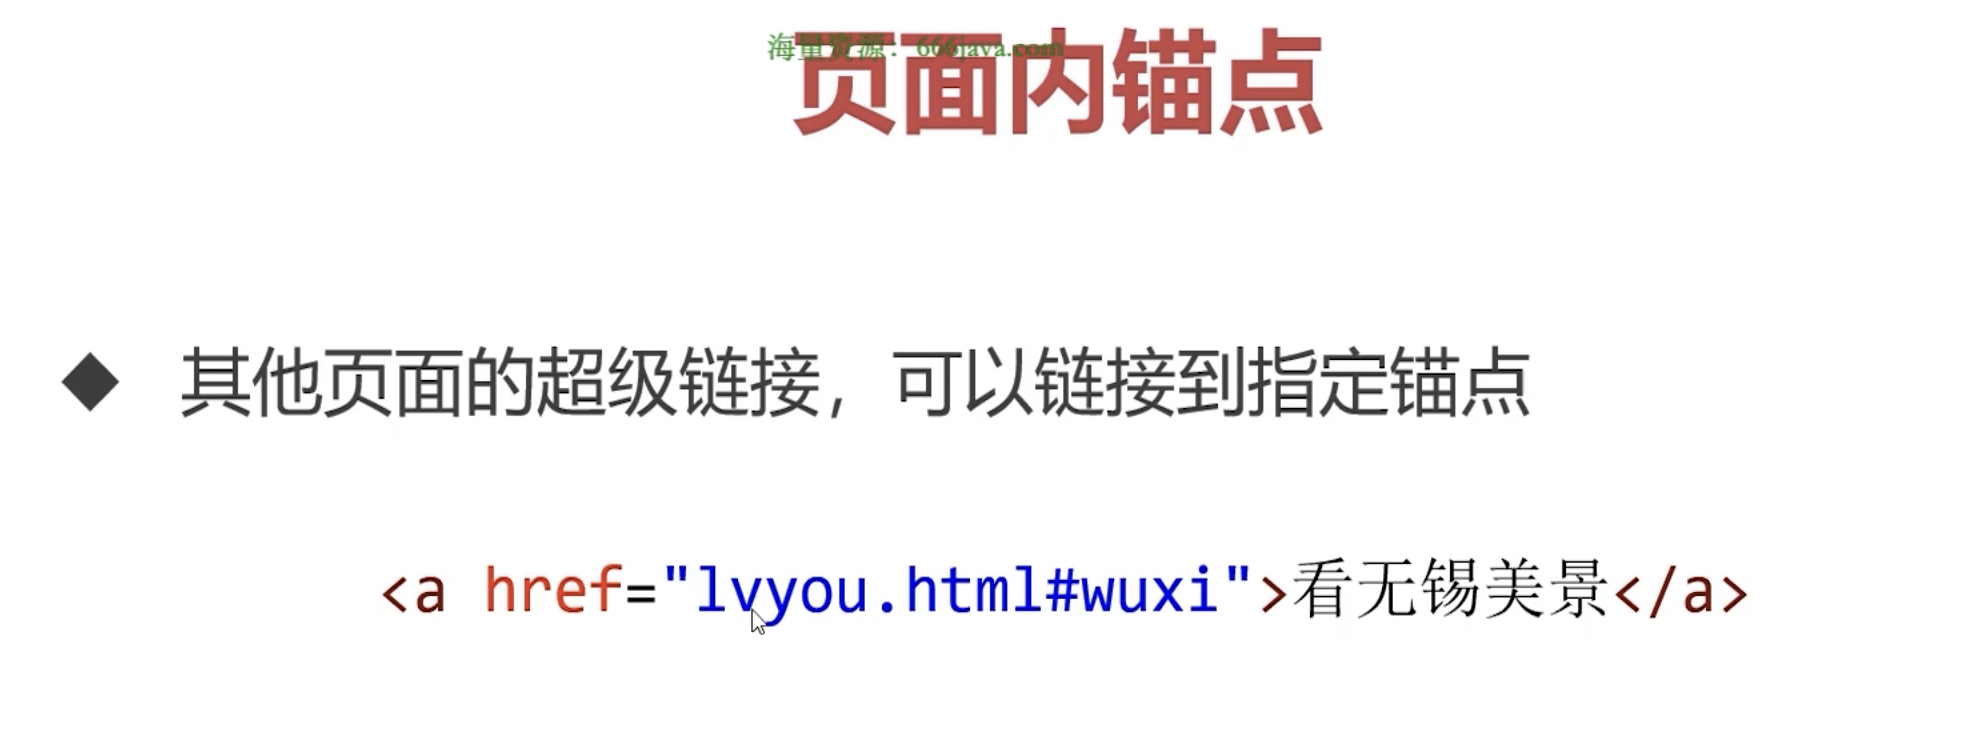 海量资源：666java.com
页面内锚点
◆ 其他页面的超级链接，可以链接到指定锚点
<a href="lvyou.html#wuxi">看无锡美景</a>